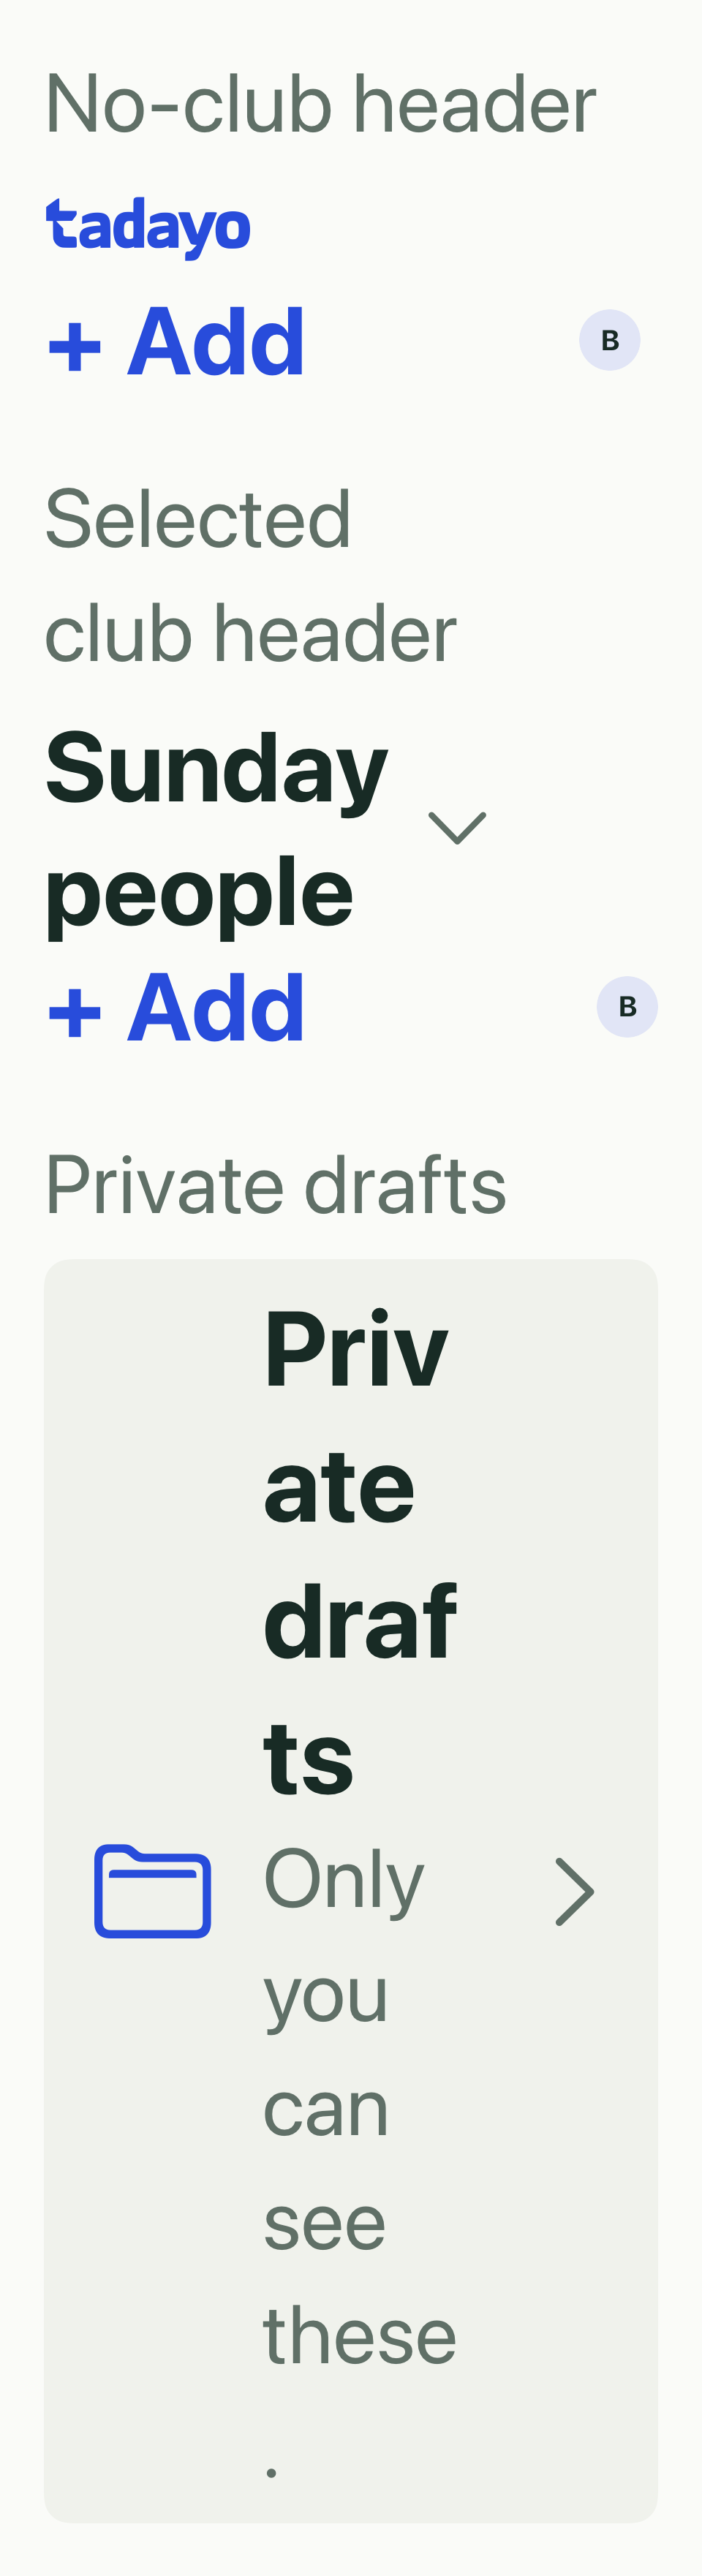 No-club header
tadayo
+ Add
B
Selected
club header
Sunday
people
+ Add
B
Private drafts
Priv
ate
draf
ts
Only
you
can
see
these
.